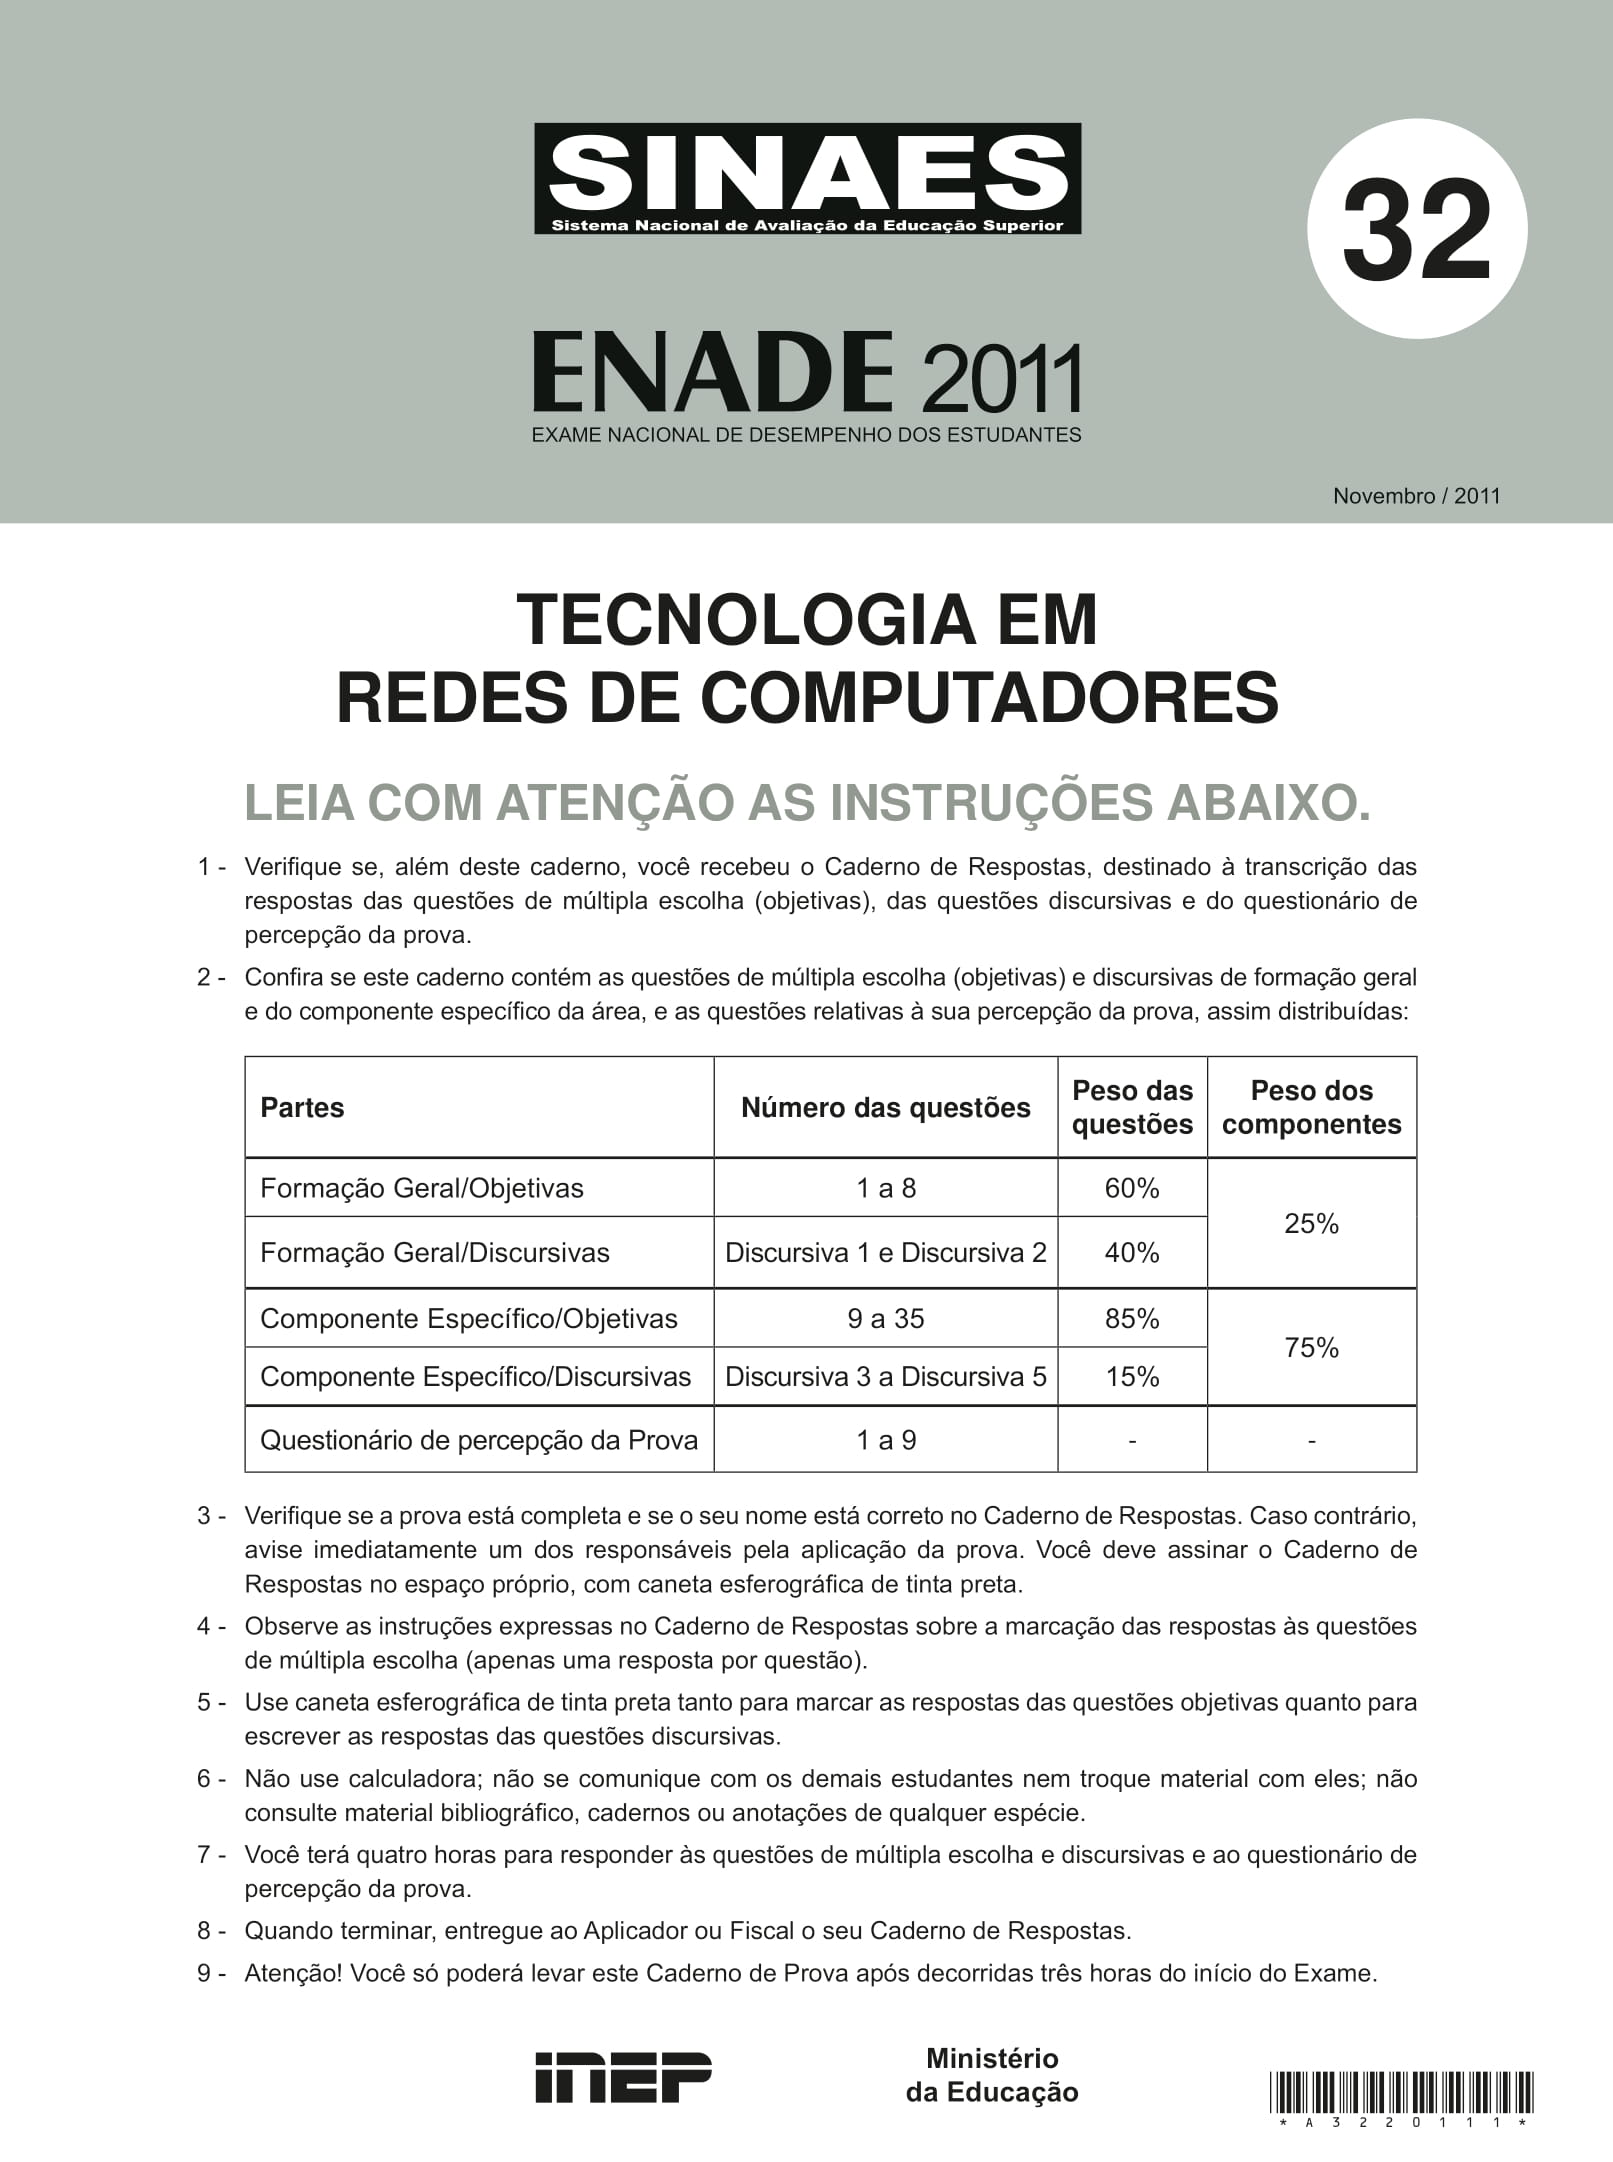 SINAES
Sistema Nacional de Avaliação da Educação Superior
32
ENADE 2011
EXAME NACIONAL DE DESEMPENHO DOS ESTUDANTES
Novembro / 2011
TECNOLOGIA EM
REDES DE COMPUTADORES
LEIA COM ATENÇÃO AS INSTRUÇÕES ABAIXO.
1 - Verifique se, além deste caderno, você recebeu o Caderno de Respostas, destinado à transcrição das
respostas das questões de múltipla escolha (objetivas), das questões discursivas e do questionário de
percepção da prova.
2 - Confira se este caderno contém as questões de múltipla escolha (objetivas) e discursivas de formação geral
e do componente específico da área, e as questões relativas à sua percepção da prova, assim distribuídas:
Partes Número das questões Peso das questões Peso dos componentes
Formação Geral/Objetivas 1 a 8 60% 25%
Formação Geral/Discursivas Discursiva 1 e Discursiva 2 40%
Componente Específico/Objetivas 9 a 35 85% 75%
Componente Específico/Discursivas Discursiva 3 a Discursiva 5 15%
Questionário de percepção da Prova 1 a 9 - -
3 - Verifique se a prova está completa e se o seu nome está correto no Caderno de Respostas. Caso contrário,
avise imediatamente um dos responsáveis pela aplicação da prova. Você deve assinar o Caderno de
Respostas no espaço próprio, com caneta esferográfica de tinta preta.
4 - Observe as instruções expressas no Caderno de Respostas sobre a marcação das respostas às questões
de múltipla escolha (apenas uma resposta por questão).
5 - Use caneta esferográfica de tinta preta tanto para marcar as respostas das questões objetivas quanto para
escrever as respostas das questões discursivas.
6 - Não use calculadora; não se comunique com os demais estudantes nem troque material com eles; não
consulte material bibliográfico, cadernos ou anotações de qualquer espécie.
7 - Você terá quatro horas para responder às questões de múltipla escolha e discursivas e ao questionário de
percepção da prova.
8 - Quando terminar, entregue ao Aplicador ou Fiscal o seu Caderno de Respostas.
9 - Atenção! Você só poderá levar este Caderno de Prova após decorridas três horas do início do Exame.
INEP
Ministério
da Educação
* A 3 2 2 0 1 1 1 *